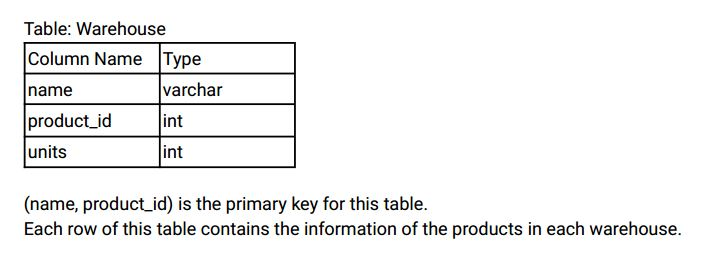 Table: Warehouse
Column Name Type
name varchar
product_id int
units int
(name, product_id) is the primary key for this table.
Each row of this table contains the information of the products in each warehouse.